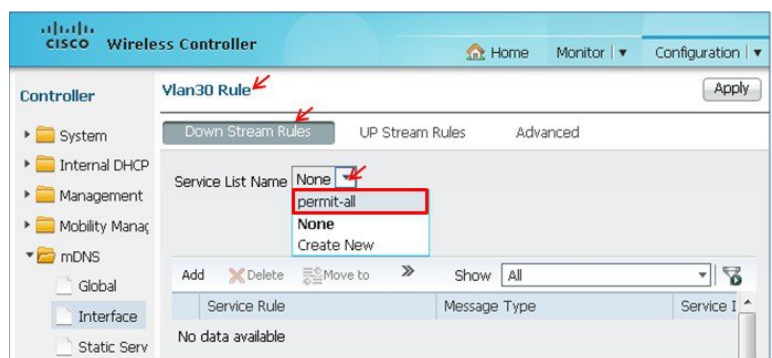 CISCO Wireless Controller
Home Monitor Configuration
Controller
Vlan30 Rule
Apply
Down Stream Rules UP Stream Rules Advanced
System
Internal DHCP
Management
Mobility Manag
mDNS
Global
Interface
Static Serv
Service List Name None
permit-all
None
Create New
Add Delete Move to » Show All
Service Rule Message Type Service I
No data available